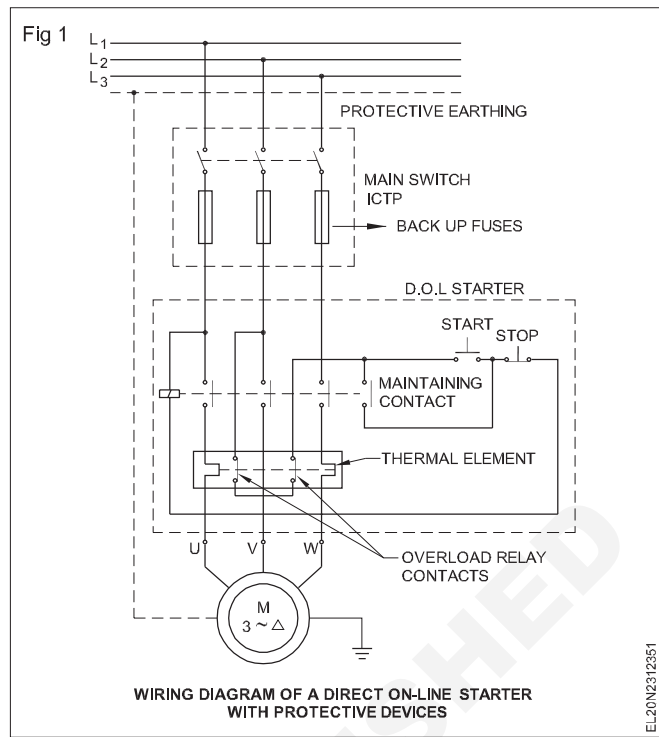 Fig 1
L1
L2
L3
PROTECTIVE EARTHING
MAIN SWITCH
ICTP
BACK UP FUSES
D.O.L STARTER
START
STOP
MAINTAINING
CONTACT
THERMAL ELEMENT
U V W
OVERLOAD RELAY
CONTACTS
M
3 ~ △
WIRING DIAGRAM OF A DIRECT ON-LINE STARTER
WITH PROTECTIVE DEVICES
EL20N2312351
SHED